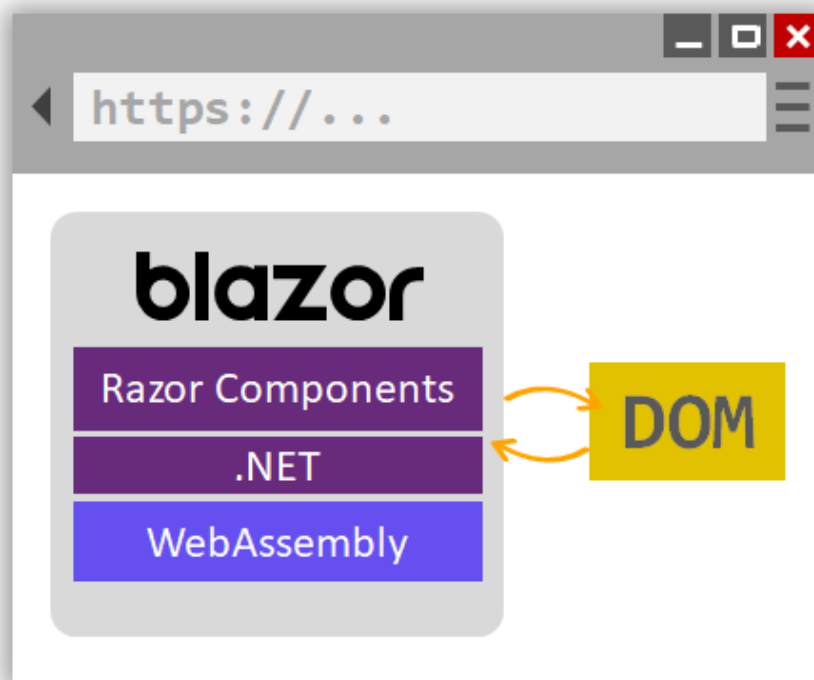 https://...
blazor
Razor Components
.NET
WebAssembly
DOM